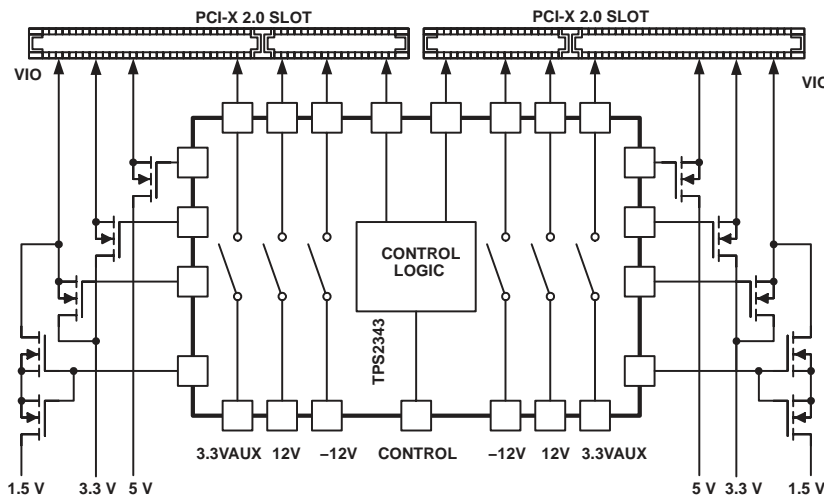 PCI-X 2.0 SLOT
PCI-X 2.0 SLOT
VIO
VIO
CONTROL
LOGIC
TPS2343
3.3VAUX
12V
–12V
CONTROL
–12V
12V
3.3VAUX
1.5 V
3.3 V
5 V
5 V
3.3 V
1.5 V